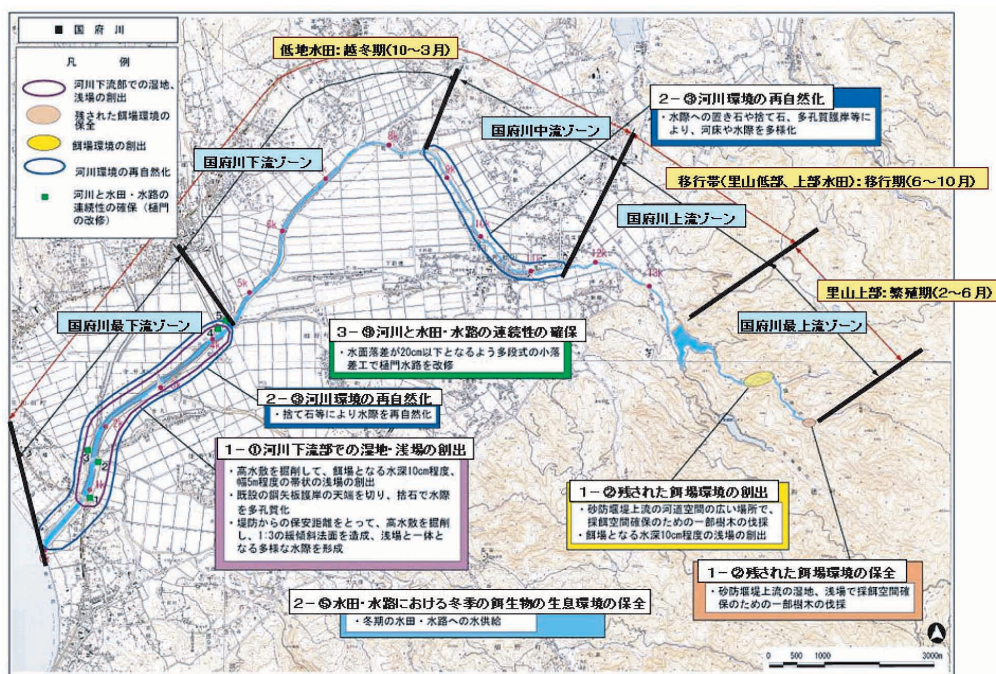 ■ 国府川
凡 例
河川下流部での湿地、
浅場の創出
残された餌場環境の
保全
餌場環境の創出
河川環境の再自然化
河川と水田・水路の
連続性の確保（樋門
の改修）
低地水田：越冬期(10～3月)
国府川下流ゾーン
国府川中流ゾーン
2－③河川環境の再自然化
・水際への置き石や捨て石、多孔質護岸等に
より、河床や水際を多様化
移行帯(里山低部、上部水田)：移行期(6～10月)
国府川上流ゾーン
里山上部：繁殖期(2～6月)
国府川最上流ゾーン
国府川最下流ゾーン
3－⑨河川と水田・水路の連続性の確保
・水面落差が20cm以下となるよう多段式の小落
差工で樋門水路を改修
2－③河川環境の再自然化
・捨て石等により水際を再自然化
1－①河川下流部での湿地・浅場の創出
・高水敷を掘削して、餌場となる水深10cm程度、
幅5m程度の帯状の浅場の創出
・既設の鋼矢板護岸の天端を切り、捨石で水際
を多孔質化
・堤防からの保安距離をとって、高水敷を掘削
し、1:3の緩傾斜法面を造成、浅場と一体と
なる多様な水際を形成
1－②残された餌場環境の創出
・砂防堰堤上流の河道空間の広い場所で、
採餌空間確保のための一部樹木の伐採
・餌場となる水深10cm程度の浅場の創出
1－②残された餌場環境の保全
・砂防堰堤上流の湿地、浅場で採餌空間確
保のための一部樹木の伐採
2－⑤水田・水路における冬季の餌生物の生息環境の保全
・冬期の水田・水路への水供給
5k
6k
8k
9k
10
11k
12k
13k
2k
1k
1
2
3
4
5
0 500 1000 3000m